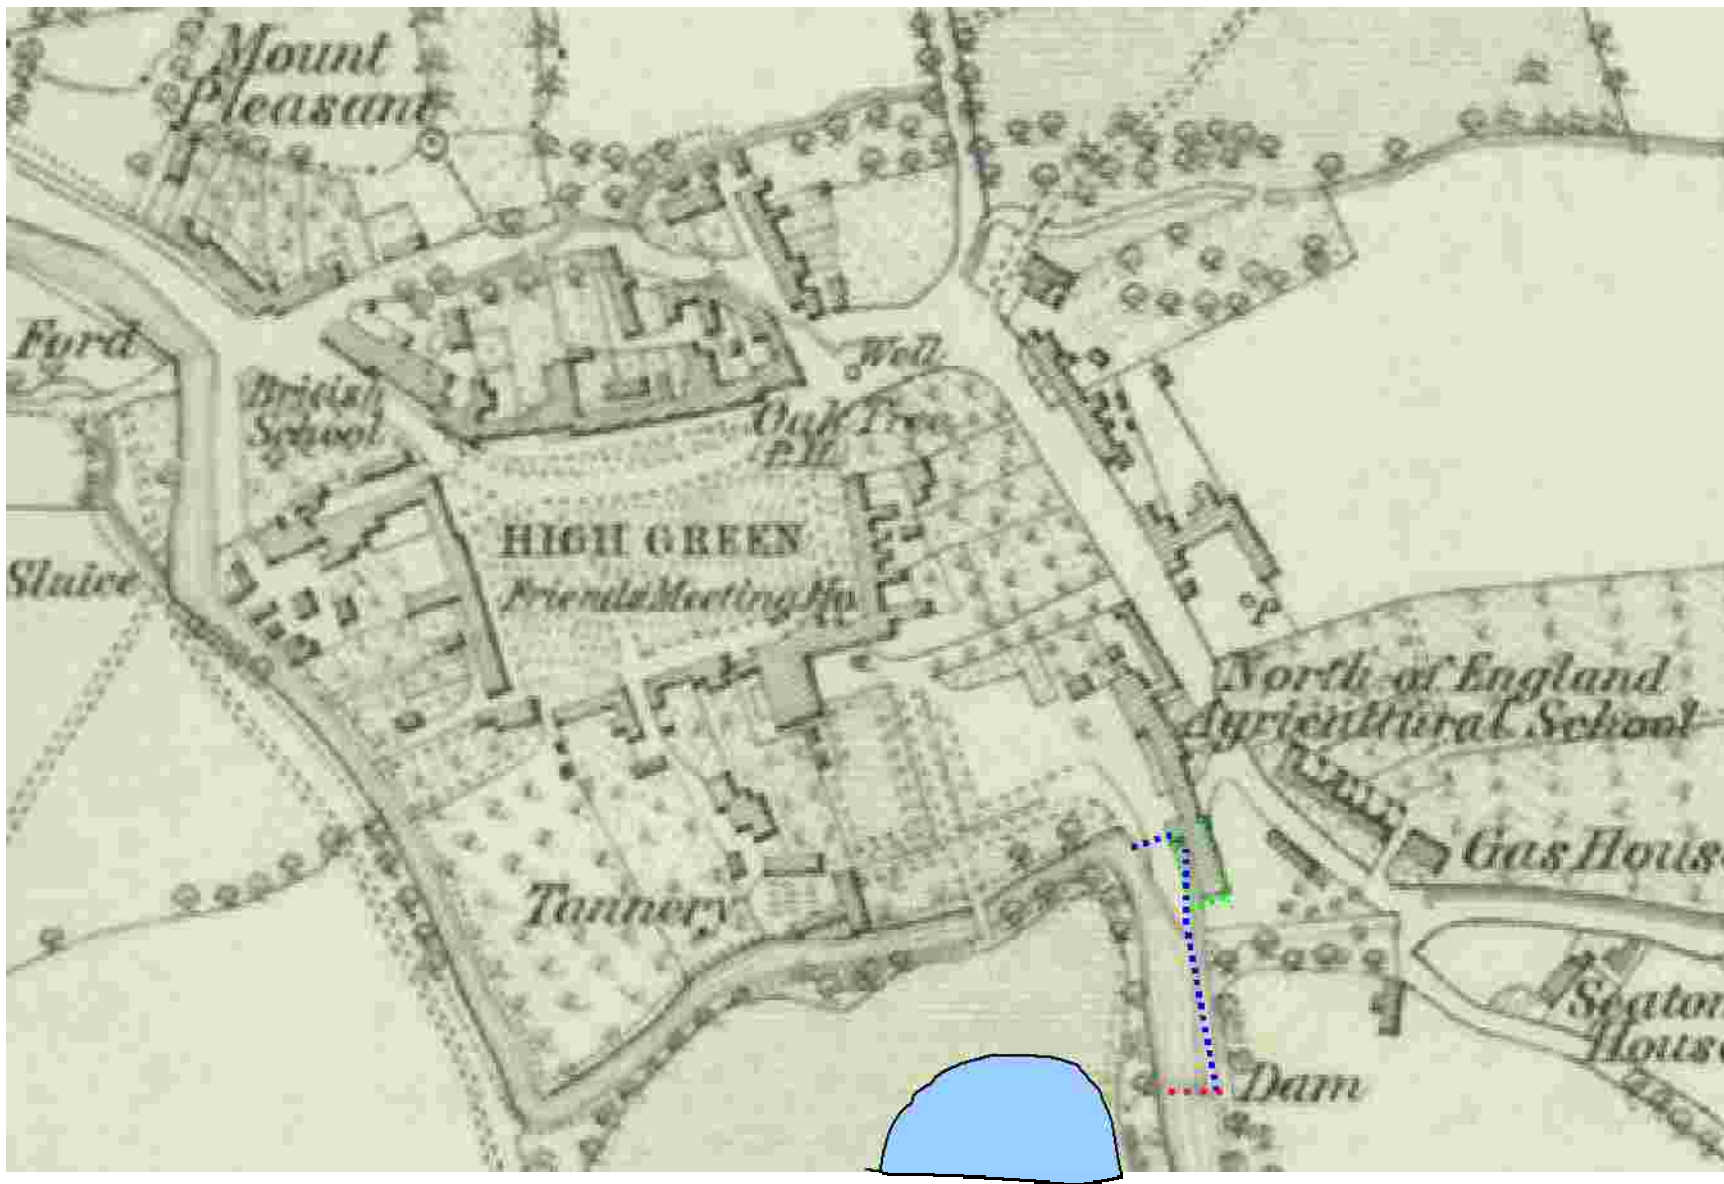 Mount
Pleasant
Ford
Well
British
School
Oak Tree
P.H.
HIGH GREEN
Sluice
Friends Meeting Ho.
P
North of England
Agricultural School
Gas House
Tannery
Seaton
House
Dam